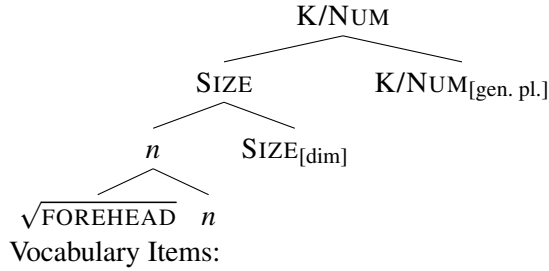 K/NUM
SIZE K/NUM[gen. pl.]
n SIZE[dim]
√FOREHEAD n
Vocabulary Items: